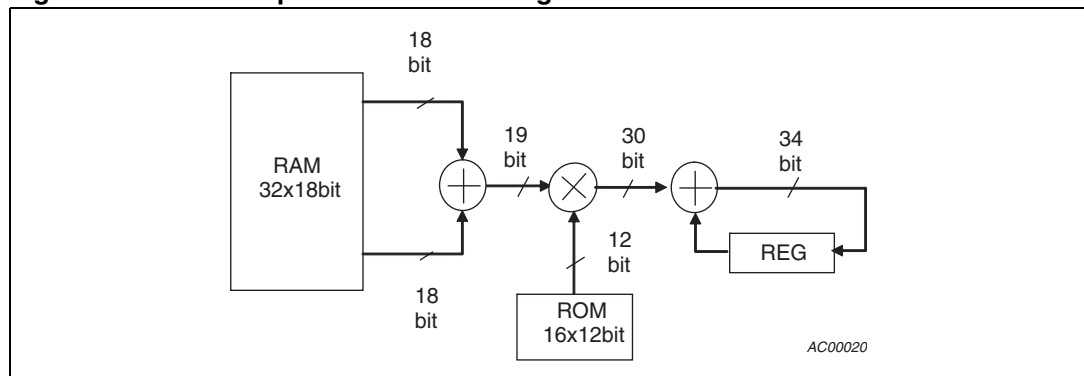 18
bit
19
bit
30
bit
34
bit
RAM
32x18bit
REG
12
bit
18
bit
ROM
16x12bit
AC00020